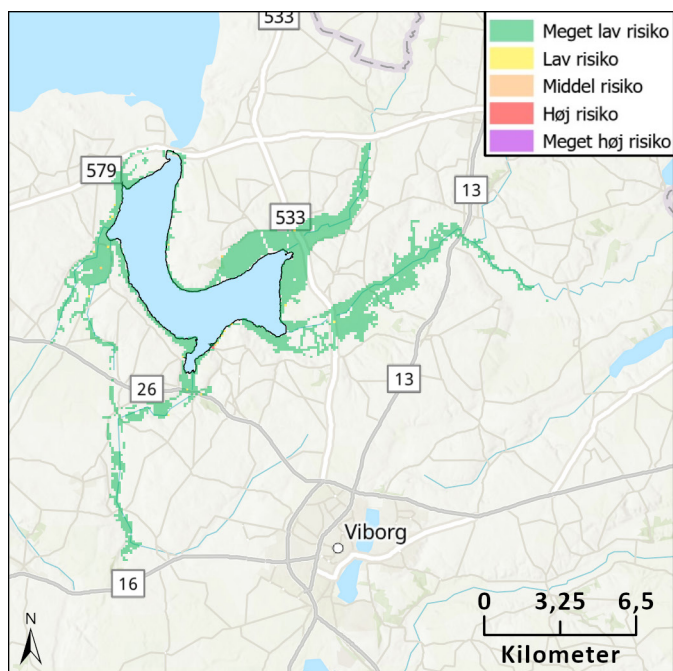 533
Meget lav risiko
Lav risiko
Middel risiko
Høj risiko
Meget høj risiko
579
13
533
26
13
Viborg
16
0 3,25 6,5
Kilometer
N